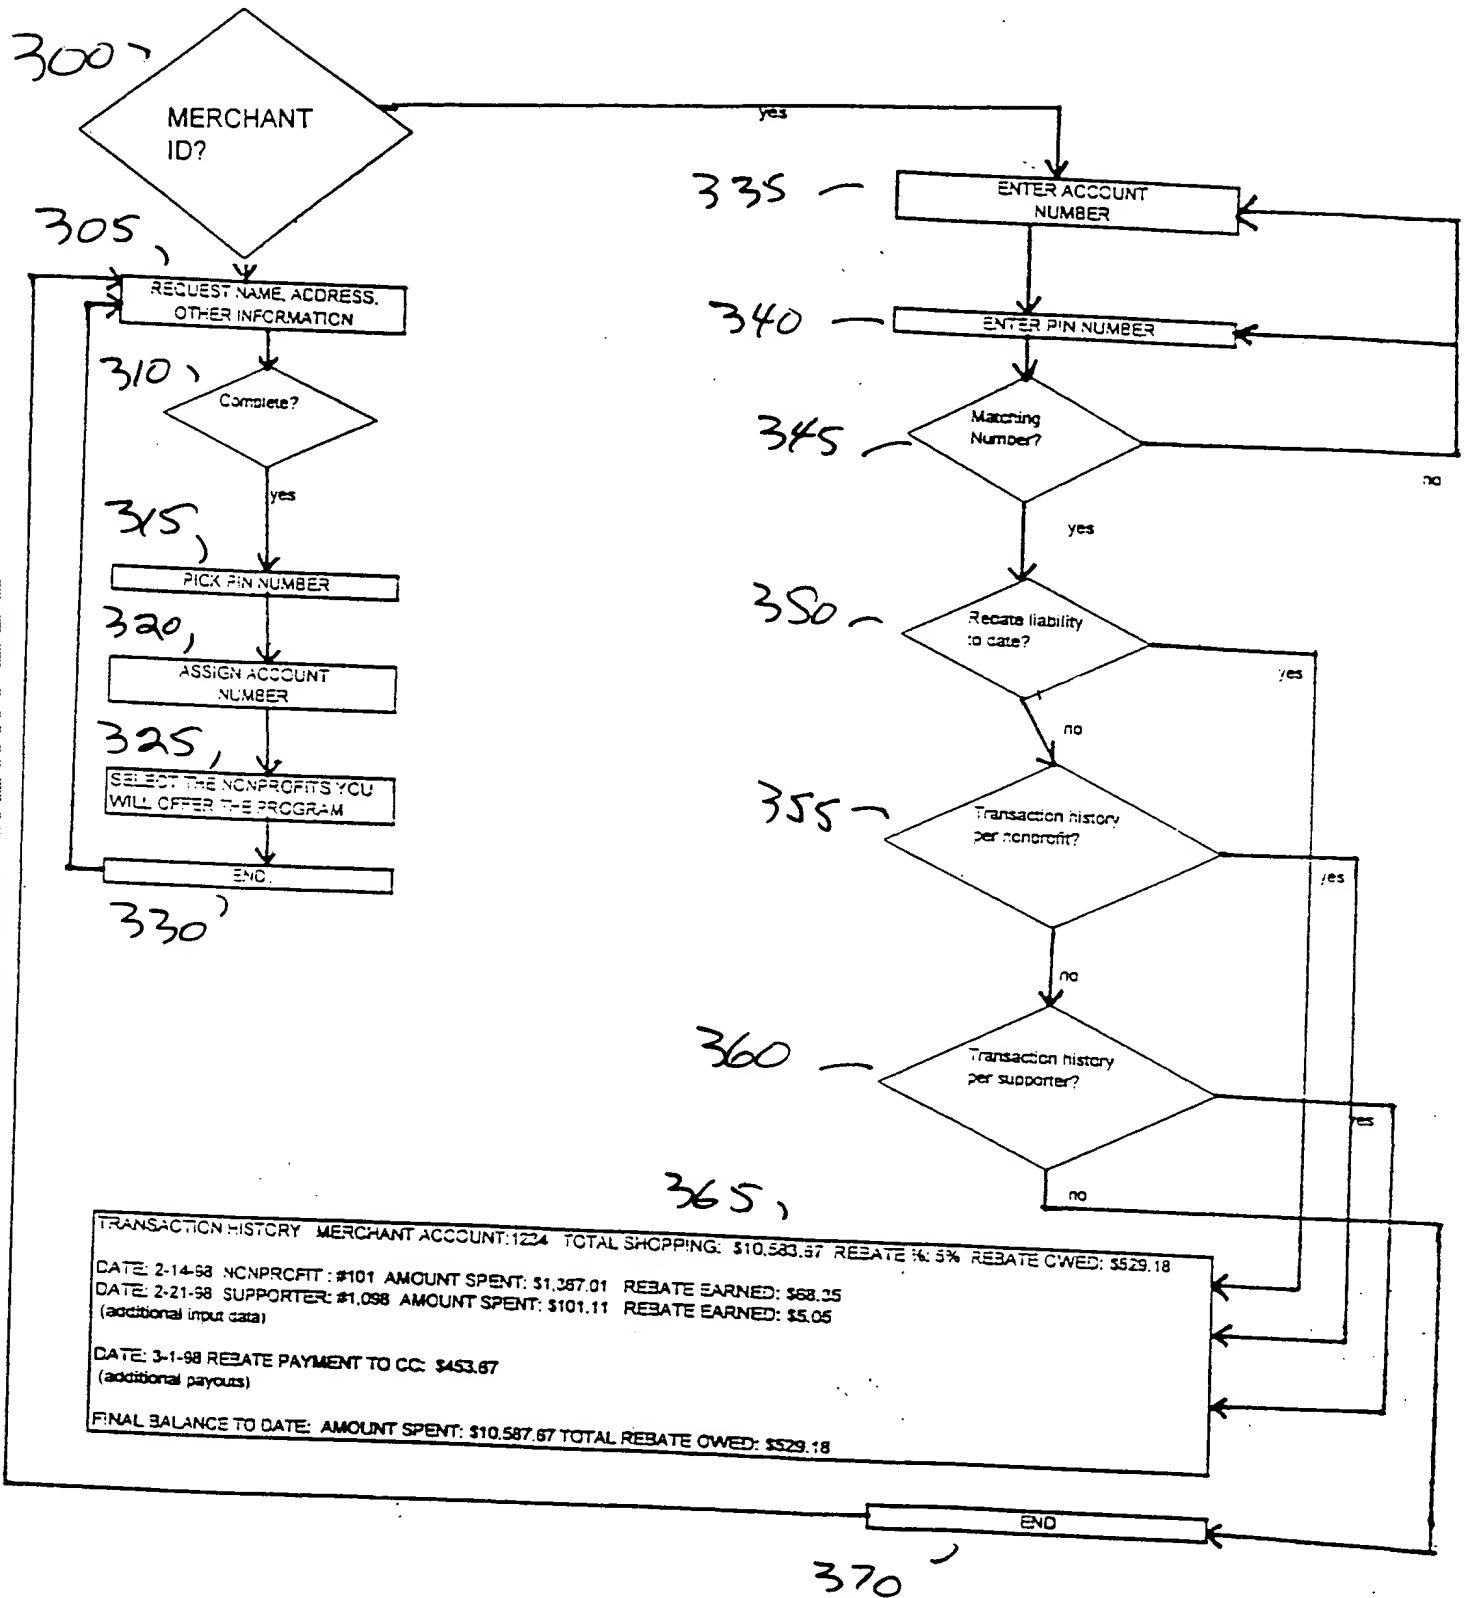 300
MERCHANT
ID?
yes
335
ENTER ACCOUNT
NUMBER
305
REQUEST NAME, ADDRESS,
OTHER INFORMATION
340
ENTER PIN NUMBER
310
Complete?
345
Matching
Number?
no
yes
yes
315
PICK PIN NUMBER
350
Rebate liability
to date?
yes
no
320
ASSIGN ACCOUNT
NUMBER
325
SELECT THE NONPROFITS YOU
WILL OFFER THE PROGRAM
355
Transaction history
per nonprofit?
yes
no
END.
330
360
Transaction history
per supporter?
yes
no
365
TRANSACTION HISTORY MERCHANT ACCOUNT:1234 TOTAL SHOPPING: $10,583.67 REBATE %: 5% REBATE OWED: $529.18
DATE: 2-14-98 NONPROFIT : #101 AMOUNT SPENT: $1,367.01 REBATE EARNED: $68.35
DATE: 2-21-98 SUPPORTER: #1,098 AMOUNT SPENT: $101.11 REBATE EARNED: $5.05
(additional input data)
DATE: 3-1-98 REBATE PAYMENT TO CC: $453.67
(additional payouts)
FINAL BALANCE TO DATE: AMOUNT SPENT: $10,587.67 TOTAL REBATE OWED: $529.18
END
370